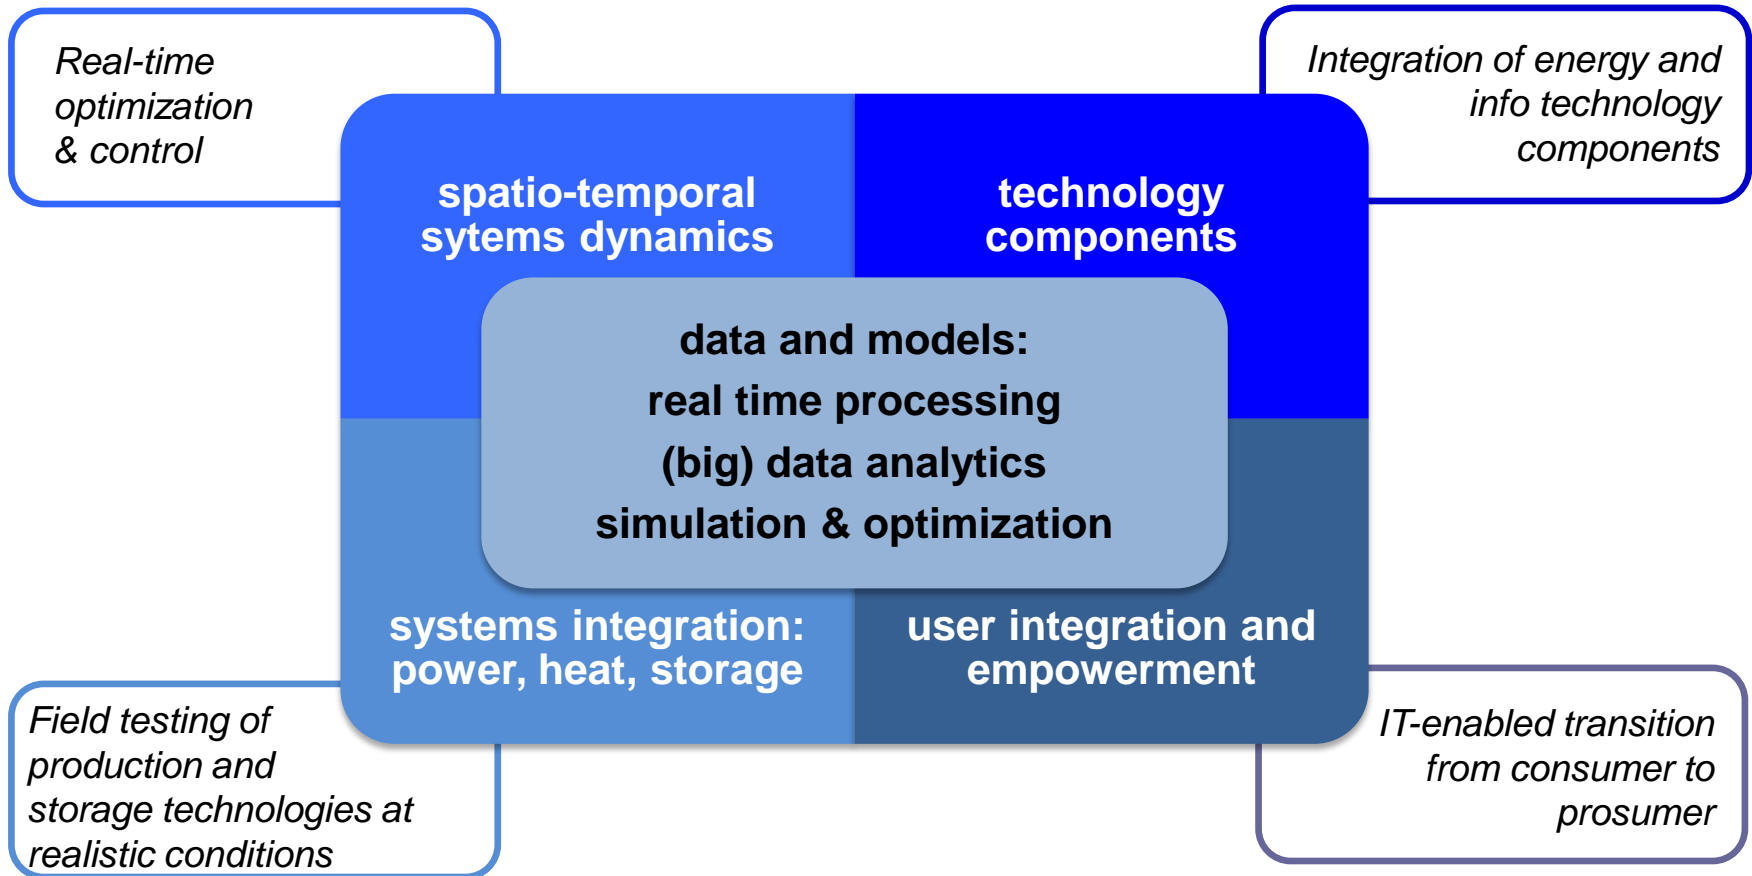 Real-time
optimization
& control
Integration of energy and
info technology
components
spatio-temporal
sytems dynamics
technology
components
data and models:
real time processing
(big) data analytics
simulation & optimization
systems integration:
power, heat, storage
user integration and
empowerment
Field testing of
production and
storage technologies at
realistic conditions
IT-enabled transition
from consumer to
prosumer